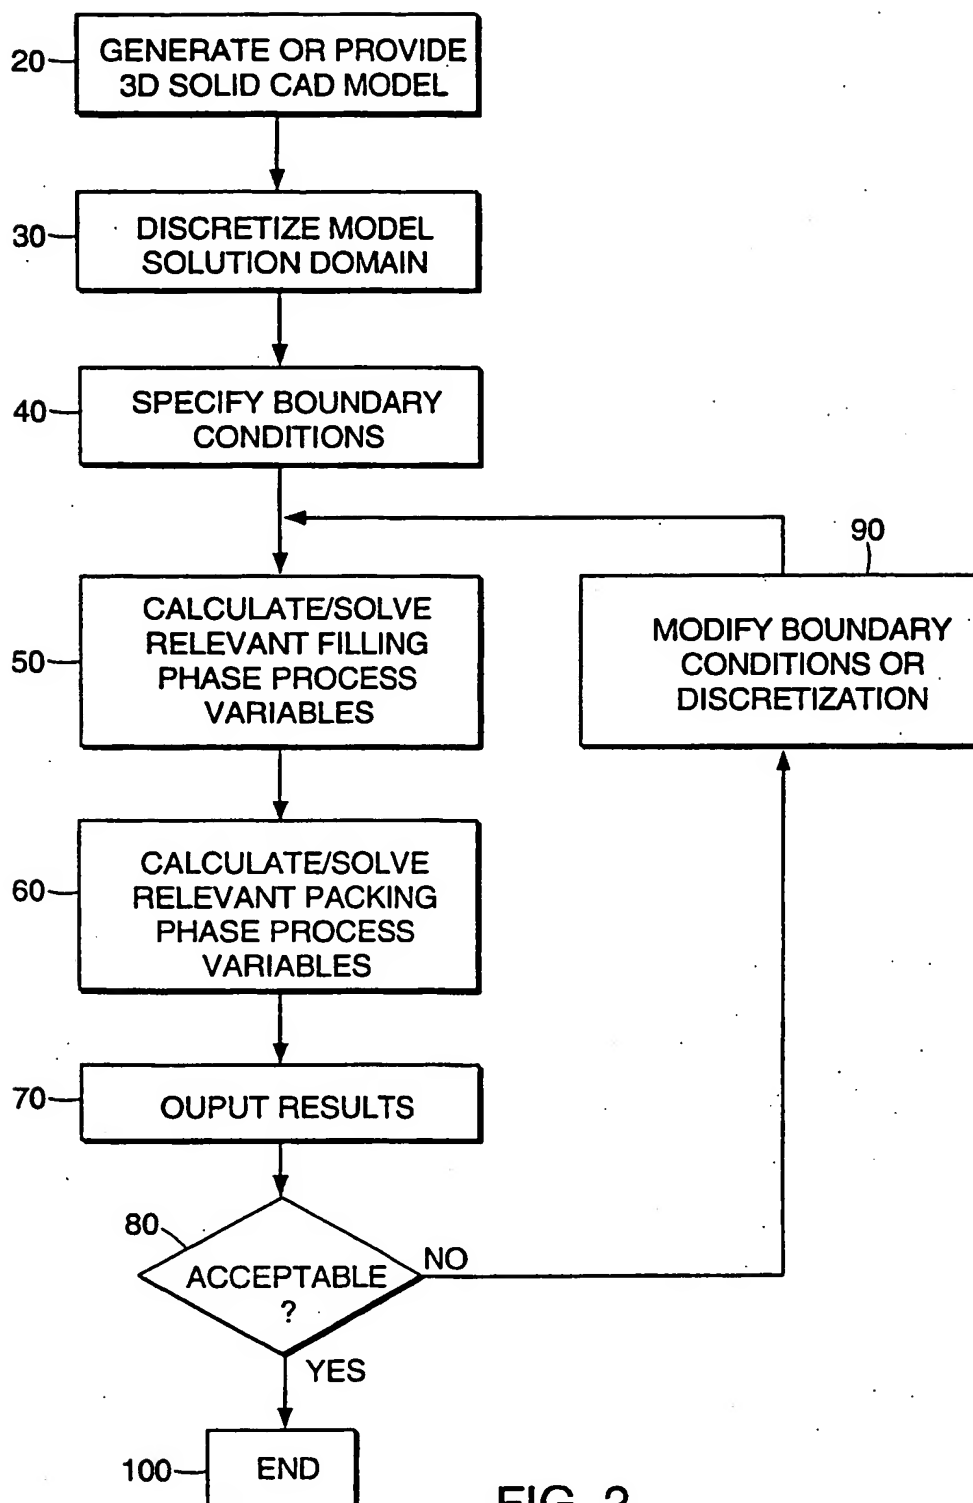 20
GENERATE OR PROVIDE
3D SOLID CAD MODEL
30
DISCRETIZE MODEL
SOLUTION DOMAIN
40
SPECIFY BOUNDARY
CONDITIONS
50
CALCULATE/SOLVE
RELEVANT FILLING
PHASE PROCESS
VARIABLES
90
MODIFY BOUNDARY
CONDITIONS OR
DISCRETIZATION
60
CALCULATE/SOLVE
RELEVANT PACKING
PHASE PROCESS
VARIABLES
70
OUPUT RESULTS
80
ACCEPTABLE
?
NO
YES
100
END
FIG. 2